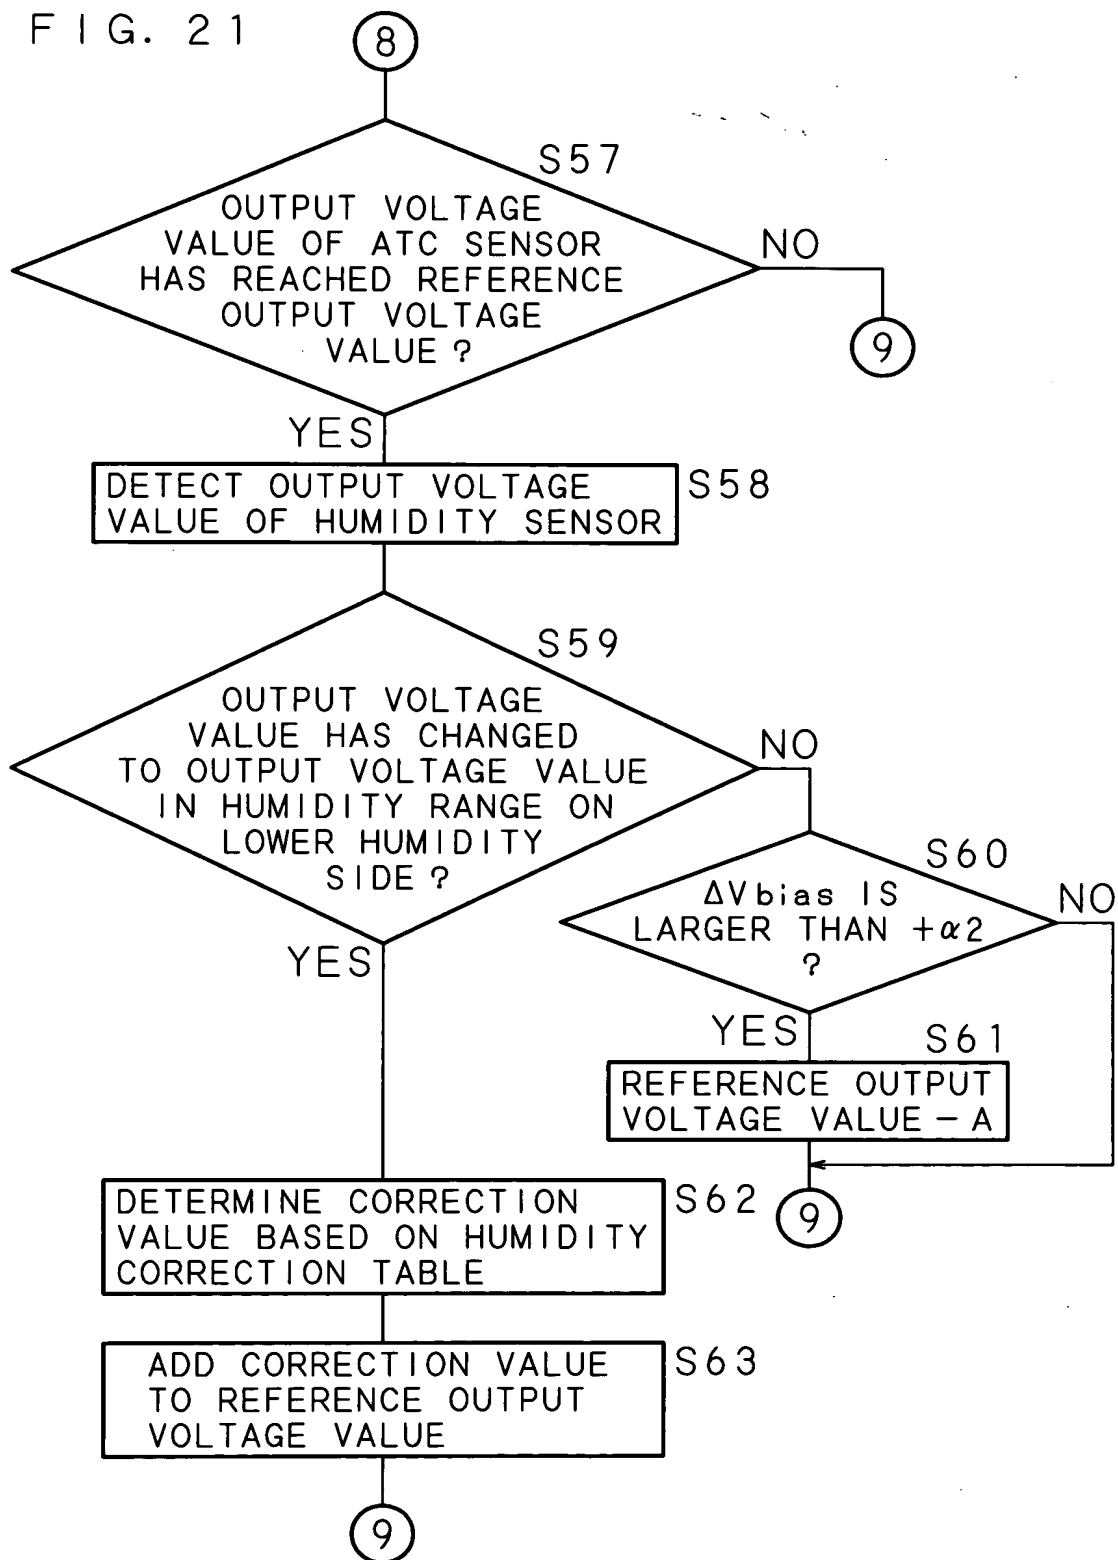 FIG. 21
8
S57
OUTPUT VOLTAGE
VALUE OF ATC SENSOR
HAS REACHED REFERENCE
OUTPUT VOLTAGE
VALUE?
NO
9
YES
DETECT OUTPUT VOLTAGE
VALUE OF HUMIDITY SENSOR
S58
S59
OUTPUT VOLTAGE
VALUE HAS CHANGED
TO OUTPUT VOLTAGE VALUE
IN HUMIDITY RANGE ON
LOWER HUMIDITY
SIDE?
NO
YES
S60
ΔVbias IS
LARGER THAN +α2
?
NO
YES
S61
REFERENCE OUTPUT
VOLTAGE VALUE－A
9
DETERMINE CORRECTION
VALUE BASED ON HUMIDITY
CORRECTION TABLE
S62
ADD CORRECTION VALUE
TO REFERENCE OUTPUT
VOLTAGE VALUE
S63
9